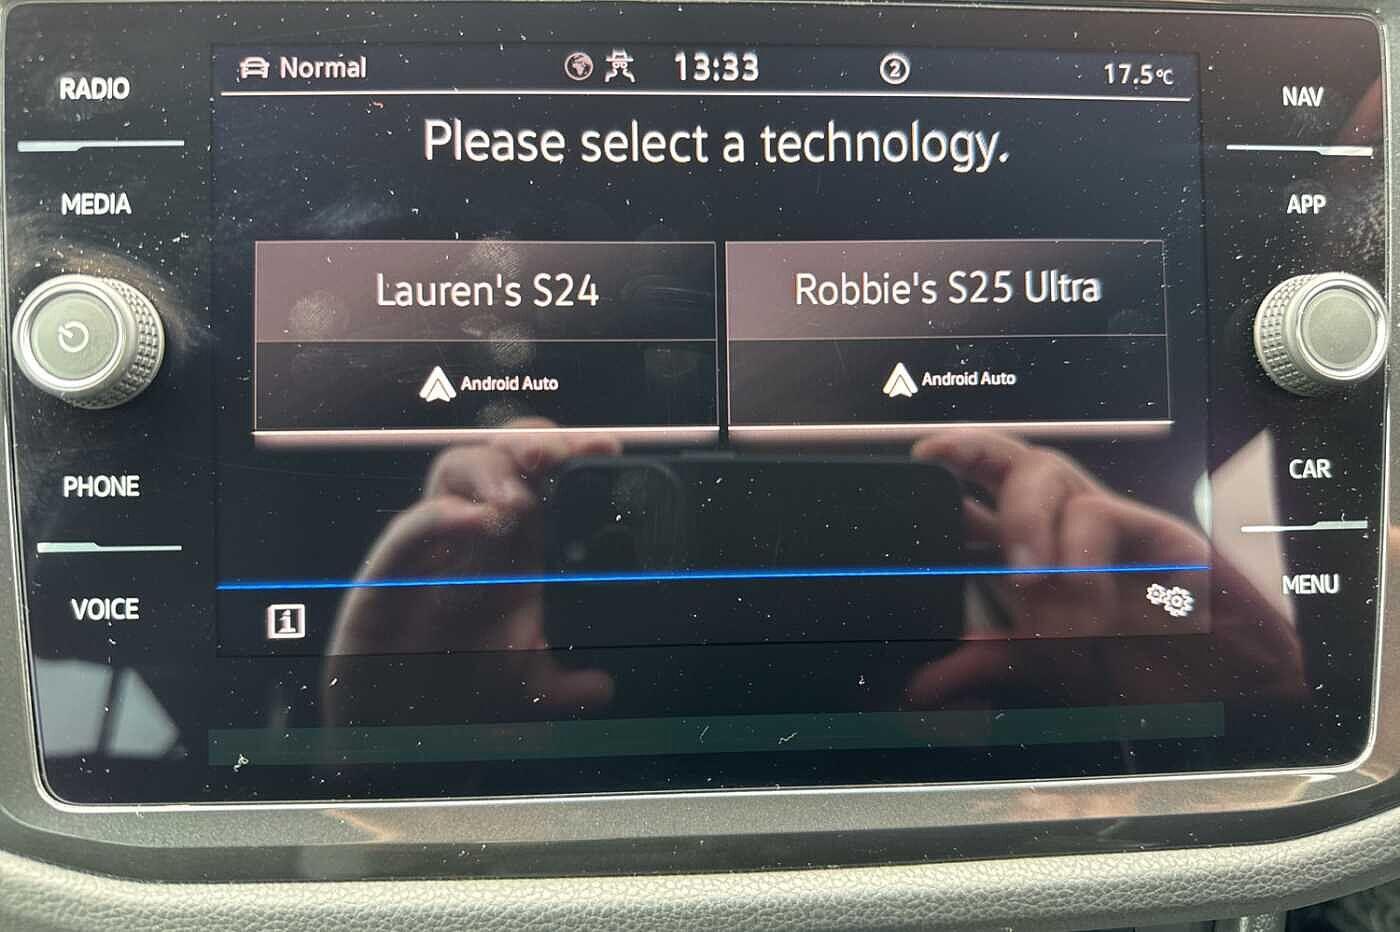 RADIO
MEDIA
PHONE
VOICE
Normal 13:33 2 17.5°C
Please select a technology.
Lauren's S24
Android Auto
Robbie's S25 Ultra
Android Auto
i
NAV
APP
CAR
MENU